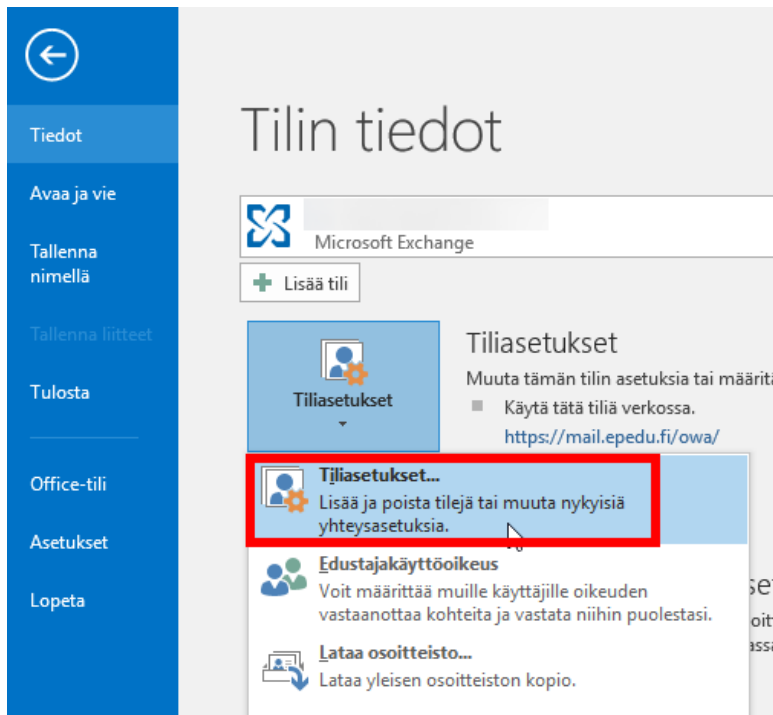 Tiedot
Avaa ja vie
Tallenna
nimellä
Tallenna liitteet
Tulosta
Office-tili
Asetukset
Lopeta
Tilin tiedot
Microsoft Exchange
Lisää tili
Tiliasetukset
Tiliasetukset
Muuta tämän tilin asetuksia tai määritä
Käytä tätä tiliä verkossa.
https://mail.epedu.fi/owa/
Tiliasetukset...
Lisää ja poista tilejä tai muuta nykyisiä
yhteysasetuksia.
Edustajakäyttöoikeus
Voit määrittää muille käyttäjille oikeuden
vastaanottaa kohteita ja vastata niihin puolestasi.
Lataa osoitteisto...
Lataa yleisen osoitteiston kopio.